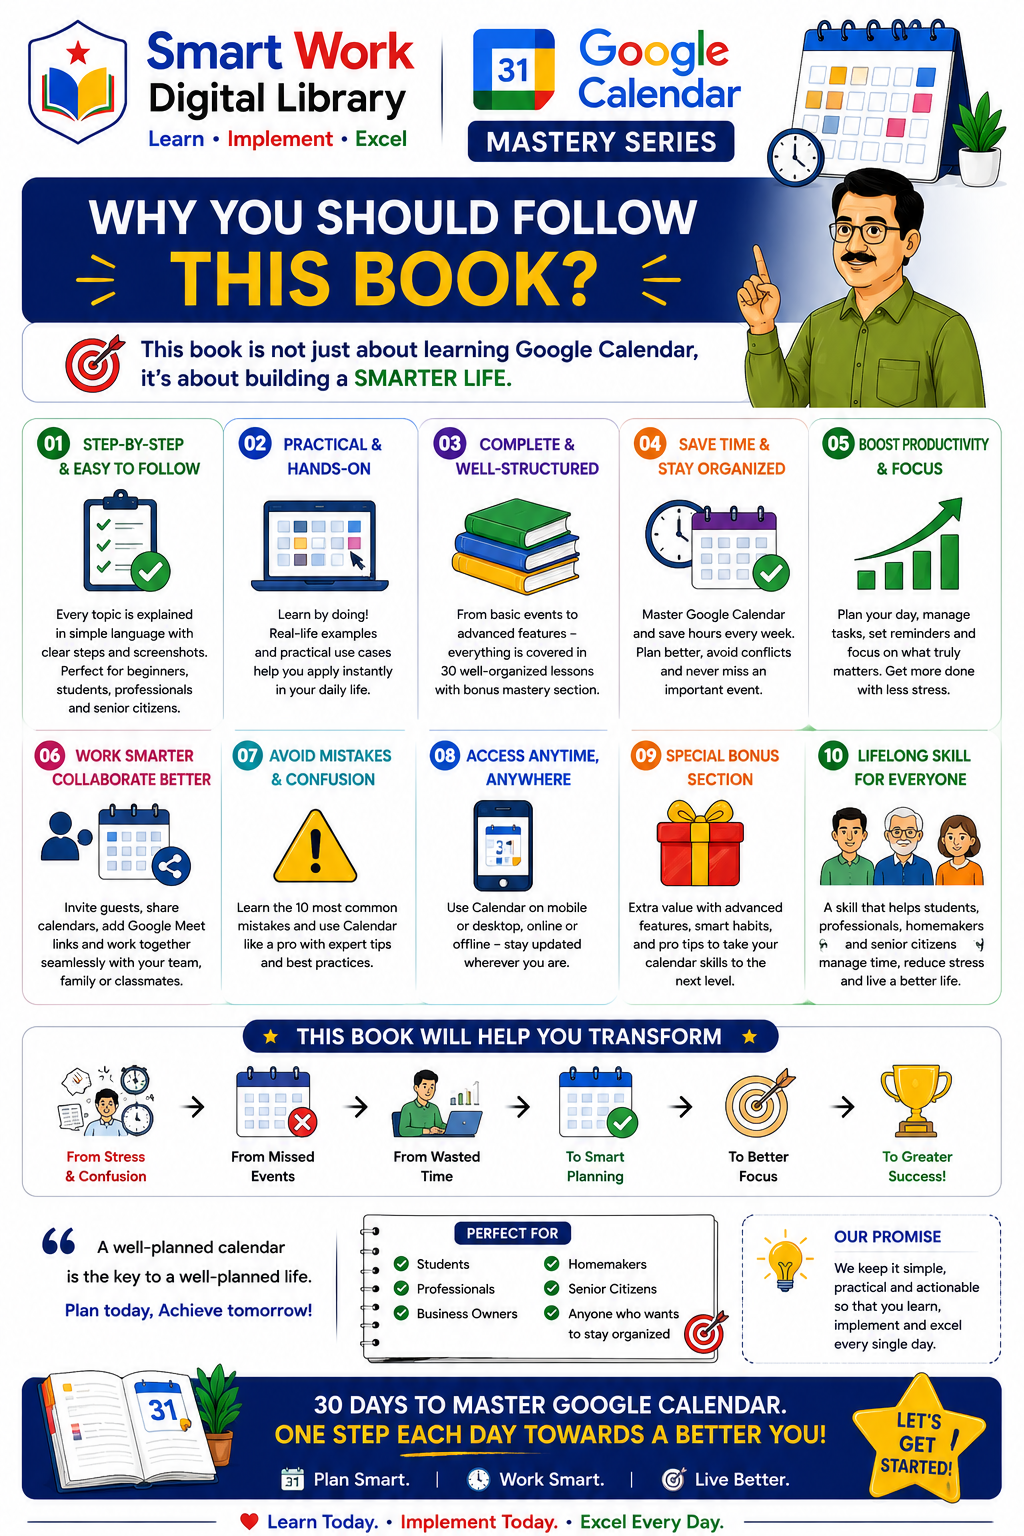 Smart Work
Digital Library
Learn • Implement • Excel
31
Google
Calendar
MASTERY SERIES
WHY YOU SHOULD FOLLOW
THIS BOOK?
This book is not just about learning Google Calendar,
it's about building a SMARTER LIFE.
01 STEP-BY-STEP
& EASY TO FOLLOW
Every topic is explained
in simple language with
clear steps and screenshots.
Perfect for beginners,
students, professionals
and senior citizens.
02 PRACTICAL &
HANDS-ON
Learn by doing!
Real-life examples
and practical use cases
help you apply instantly
in your daily life.
03 COMPLETE &
WELL-STRUCTURED
From basic events to
advanced features –
everything is covered in
30 well-organized lessons
with bonus mastery section.
04 SAVE TIME &
STAY ORGANIZED
Master Google Calendar
and save hours every week.
Plan better, avoid conflicts
and never miss an
important event.
05 BOOST PRODUCTIVITY
& FOCUS
Plan your day, manage
tasks, set reminders and
focus on what truly
matters. Get more done
with less stress.
06 WORK SMARTER
COLLABORATE BETTER
Invite guests, share
calendars, add Google Meet
links and work together
seamlessly with your team,
family or classmates.
07 AVOID MISTAKES
& CONFUSION
Learn the 10 most common
mistakes and use Calendar
like a pro with expert tips
and best practices.
08 ACCESS ANYTIME,
ANYWHERE
31
Use Calendar on mobile
or desktop, online or
offline – stay updated
wherever you are.
09 SPECIAL BONUS
SECTION
Extra value with advanced
features, smart habits,
and pro tips to take your
calendar skills to the
next level.
10 LIFELONG SKILL
FOR EVERYONE
A skill that helps students,
professionals, homemakers
and senior citizens
manage time, reduce stress
and live a better life.
THIS BOOK WILL HELP YOU TRANSFORM
From Stress
& Confusion
From Missed
Events
From Wasted
Time
To Smart
Planning
To Better
Focus
To Greater
Success!
“ A well-planned calendar
is the key to a well-planned life.
Plan today, Achieve tomorrow!
PERFECT FOR
Students
Professionals
Business Owners
Homemakers
Senior Citizens
Anyone who wants
to stay organized
OUR PROMISE
We keep it simple,
practical and actionable
so that you learn,
implement and excel
every single day.
31
30 DAYS TO MASTER GOOGLE CALENDAR.
ONE STEP EACH DAY TOWARDS A BETTER YOU!
31 Plan Smart. | Work Smart. | Live Better.
LET'S
GET
STARTED!
Learn Today. • Implement Today. • Excel Every Day.